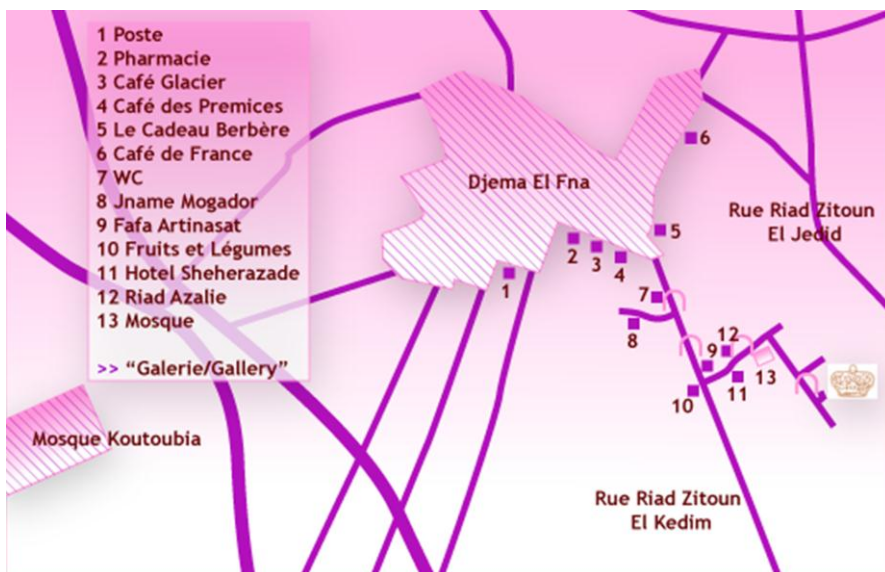 1 Poste
2 Pharmacie
3 Café Glacier
4 Café des Premices
5 Le Cadeau Berbère
6 Café de France
7 WC
8 Jname Mogador
9 Fafa Artinasat
10 Fruits et Légumes
11 Hotel Sheherazade
12 Riad Azalie
13 Mosque
>> “Galerie/Gallery”
Mosque Koutoubia
Djema El Fna
6
Rue Riad Zitoun
El Jedid
5
2
3
4
1
7
8
12
9
13
11
10
Rue Riad Zitoun
El Kedim